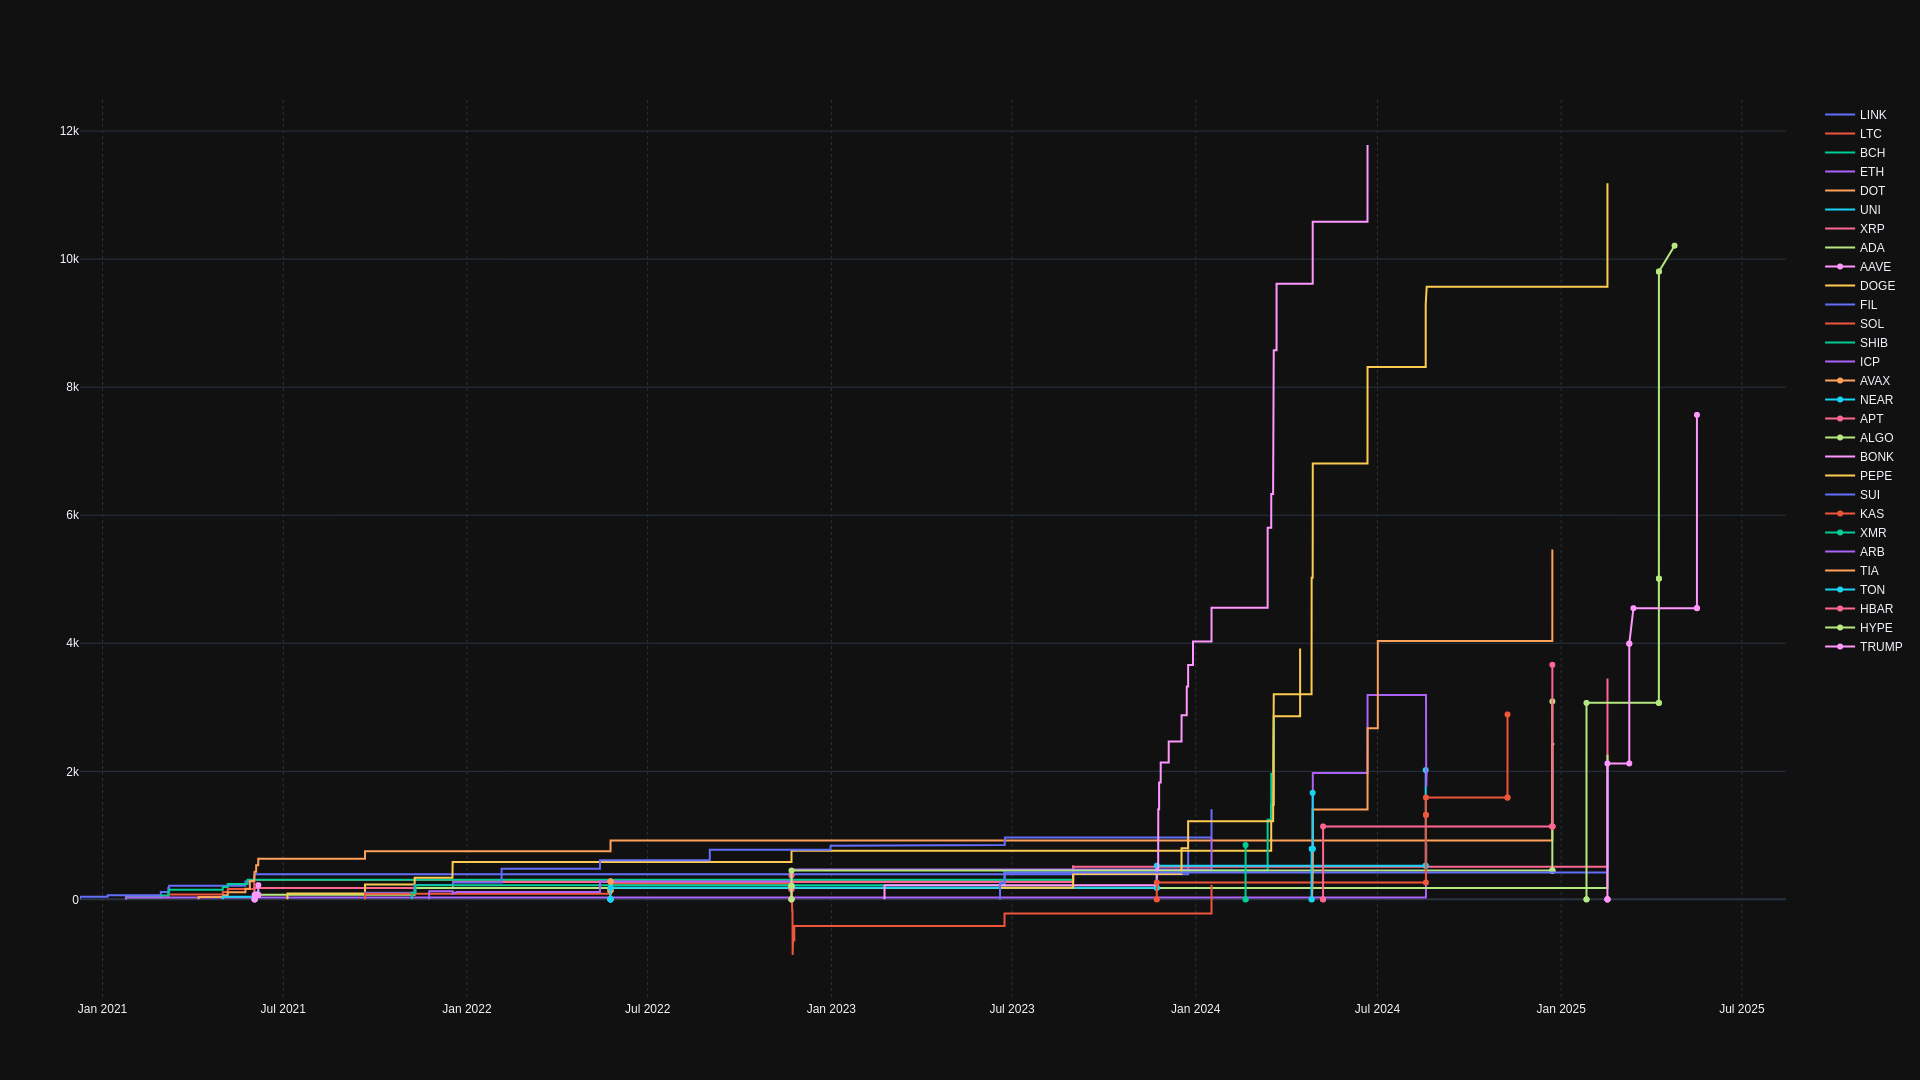 12k
10k
8k
6k
4k
2k
0
Jan 2021 Jul 2021 Jan 2022 Jul 2022 Jan 2023 Jul 2023 Jan 2024 Jul 2024 Jan 2025 Jul 2025
LINK
LTC
BCH
ETH
DOT
UNI
XRP
ADA
AAVE
DOGE
FIL
SOL
SHIB
ICP
AVAX
NEAR
APT
ALGO
BONK
PEPE
SUI
KAS
XMR
ARB
TIA
TON
HBAR
HYPE
TRUMP